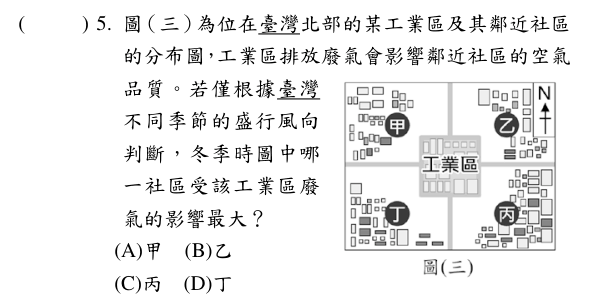 (　　) 5. 圖(三)為位在臺灣北部的某工業區及其鄰近社區
的分布圖，工業區排放廢氣會影響鄰近社區的空氣
品質。若僅根據臺灣
不同季節的盛行風向
判斷，冬季時圖中哪
一社區受該工業區廢
氣的影響最大？
(A)甲　(B)乙
(C)丙　(D)丁
N
甲
乙
工業區
丁
丙
圖(三)